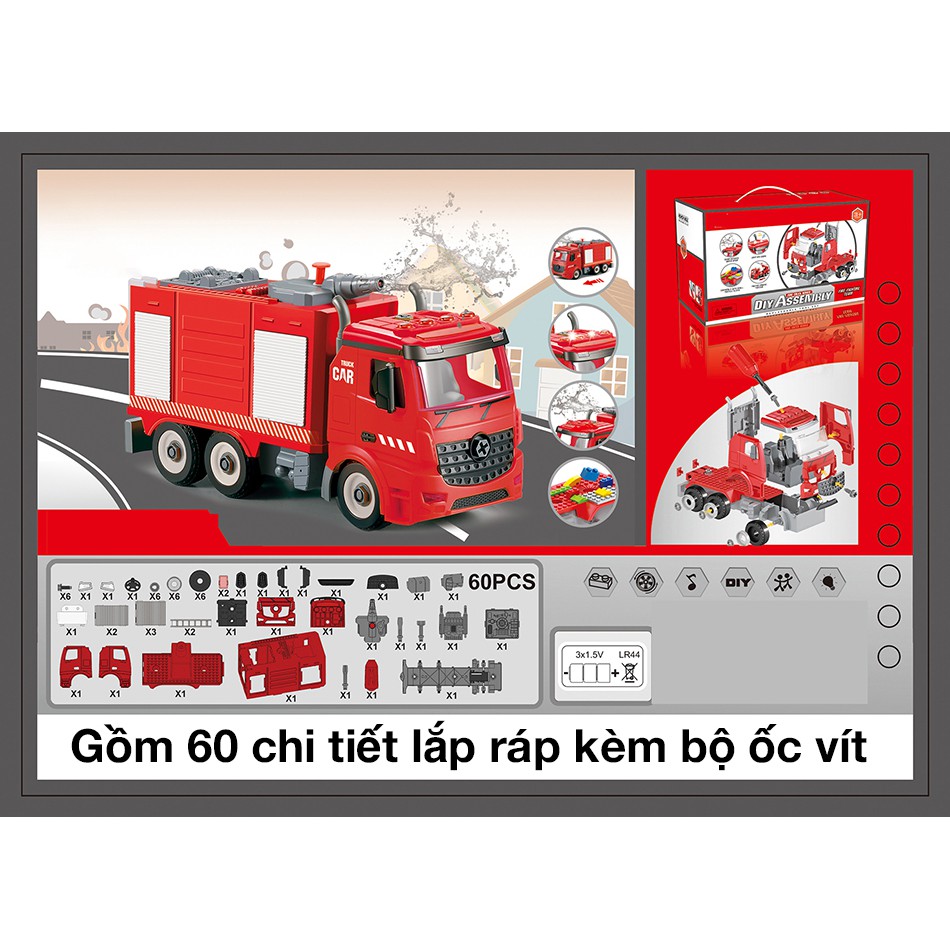 TRUCK
CAR
DIY ASSEMBLY
60PCS
X6 X1 X1 X6 X6 X6 X2 X1 X1 X1 X1 X1 X1 X1 X1
X1 X2 X3 X2 X1 X1 X1 X1 X1 X1 X1 X1
X1 X1 X1 X1 X1 X1 X1
DIY
3x1.5V LR44
- +
Gồm 60 chi tiết lắp ráp kèm bộ ốc vít